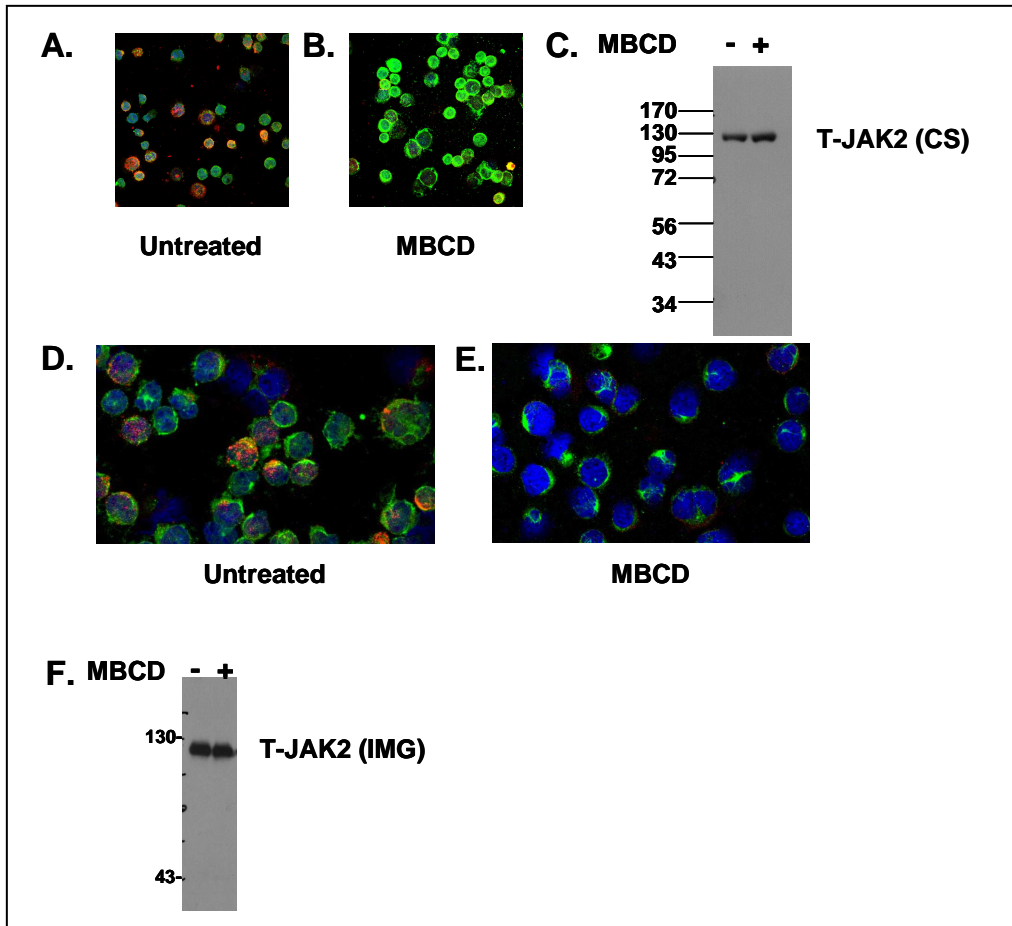 A.
B.
C.
MBCD - +
170
130
95
72
56
43
34
T-JAK2 (CS)
Untreated
MBCD
D.
E.
Untreated
MBCD
F. MBCD - +
130-
T-JAK2 (IMG)
43-